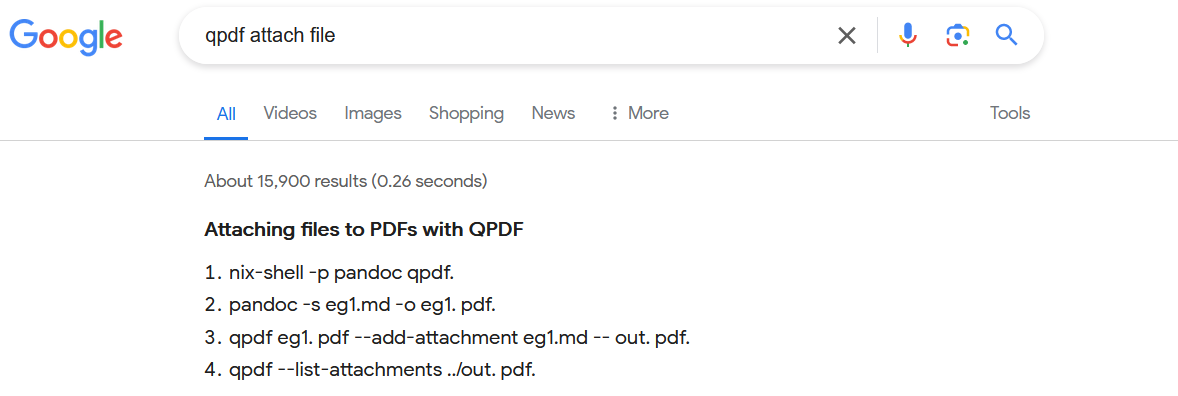 Google
qpdf attach file
All Videos Images Shopping News More Tools
About 15,900 results (0.26 seconds)
Attaching files to PDFs with QPDF
1. nix-shell -p pandoc qpdf.
2. pandoc -s eg1.md -o eg1. pdf.
3. qpdf eg1. pdf --add-attachment eg1.md -- out. pdf.
4. qpdf --list-attachments ../out. pdf.